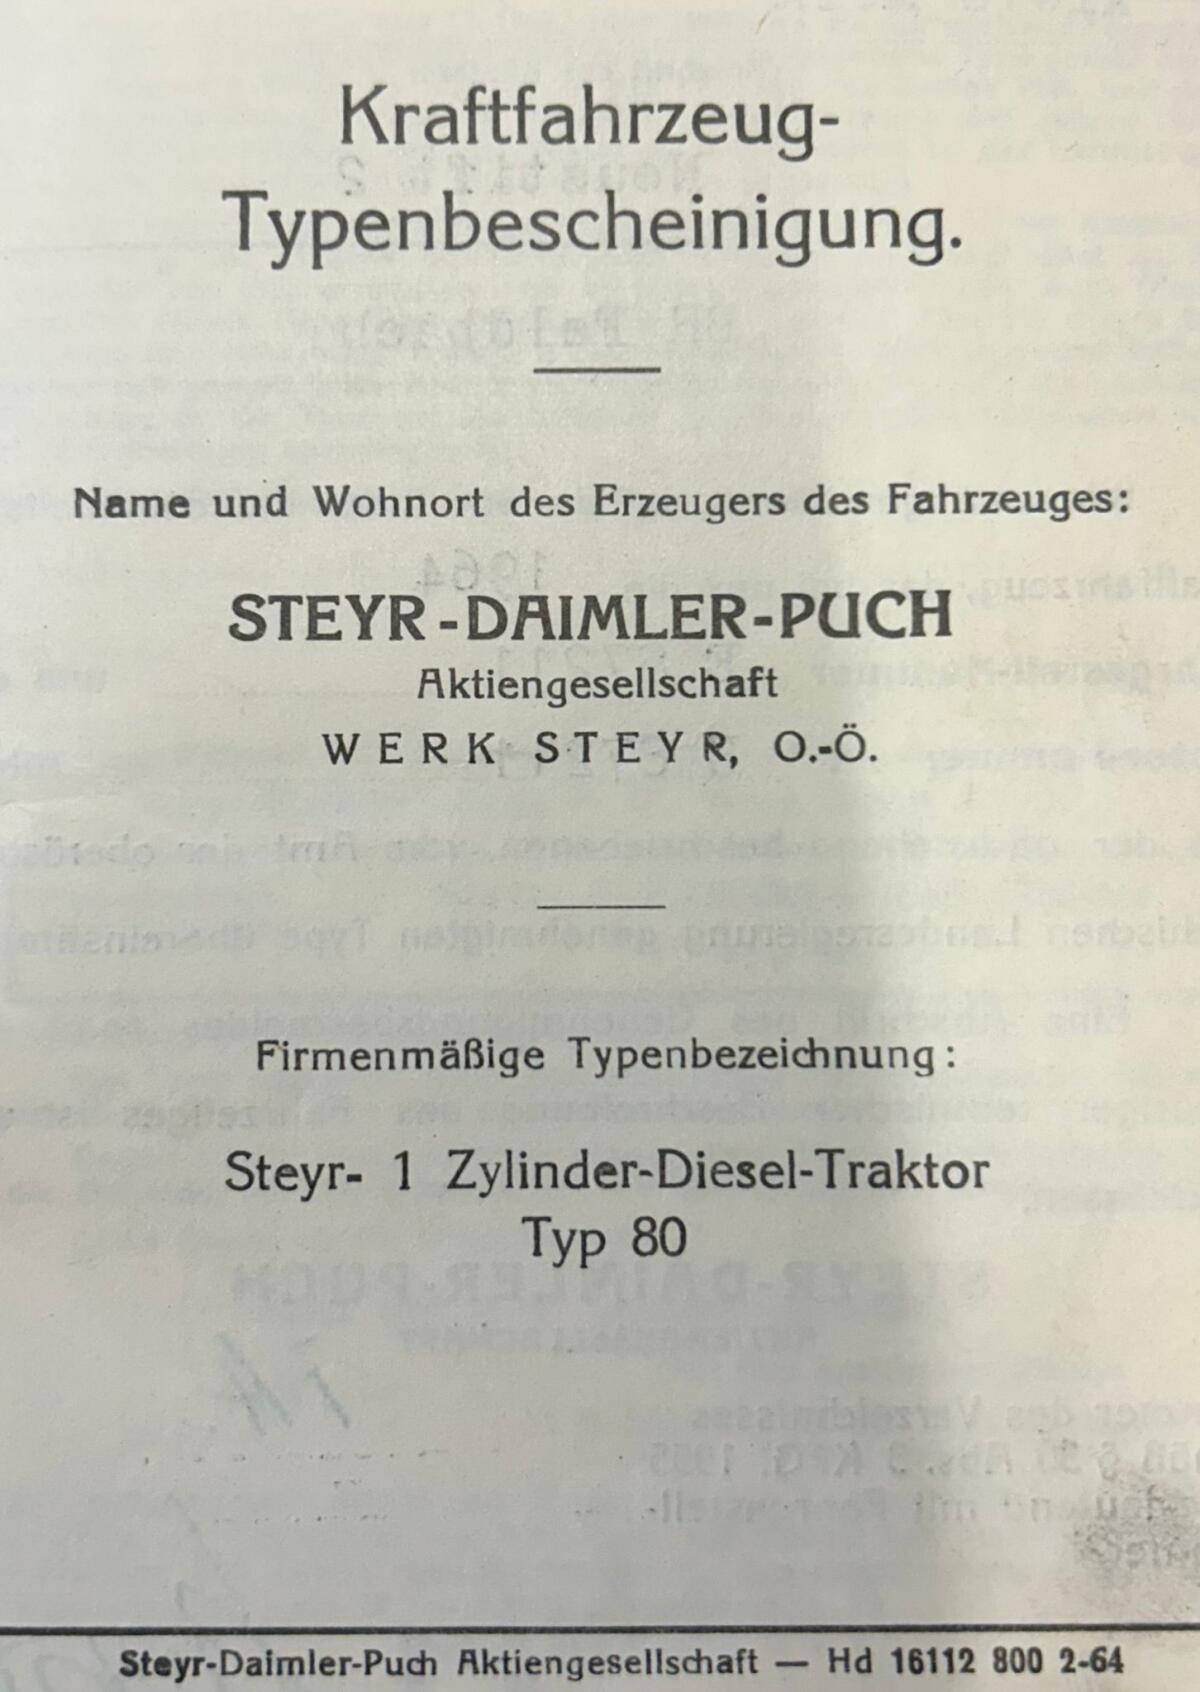 Kraftfahrzeug-
Typenbescheinigung.
Name und Wohnort des Erzeugers des Fahrzeuges:
STEYR-DAIMLER-PUCH
Aktiengesellschaft
WERK STEYR, O.-Ö.
Firmenmäßige Typenbezeichnung:
Steyr- 1 Zylinder-Diesel-Traktor
Typ 80
Steyr-Daimler-Puch Aktiengesellschaft — Hd 16112 800 2-64